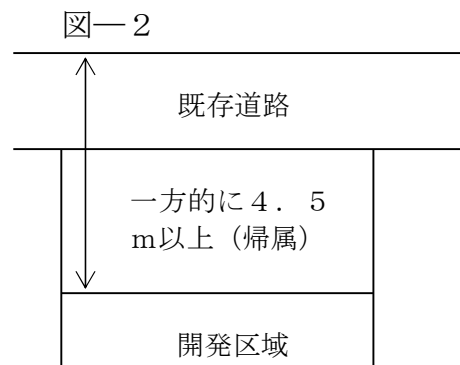 図―２
既存道路
一方的に４． ５
ｍ以上（帰属）
開発区域